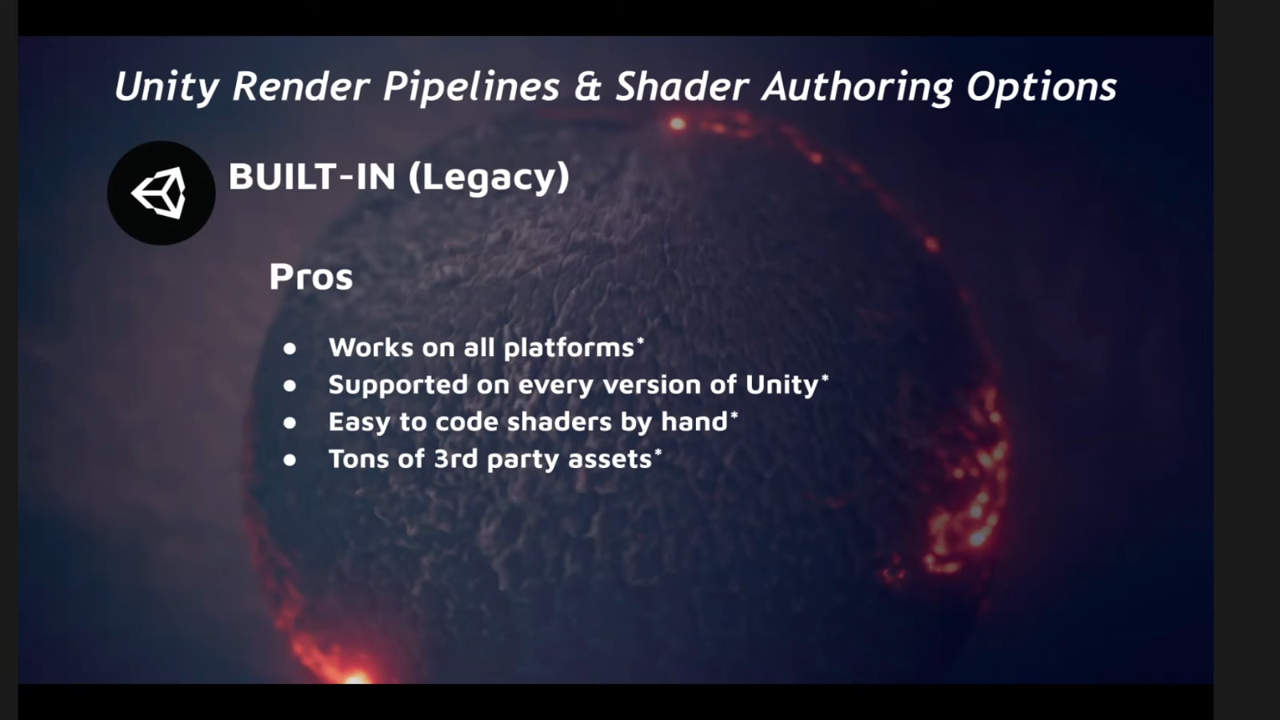 Unity Render Pipelines & Shader Authoring Options
BUILT-IN (Legacy)
Pros
● Works on all platforms*
● Supported on every version of Unity*
● Easy to code shaders by hand*
● Tons of 3rd party assets*